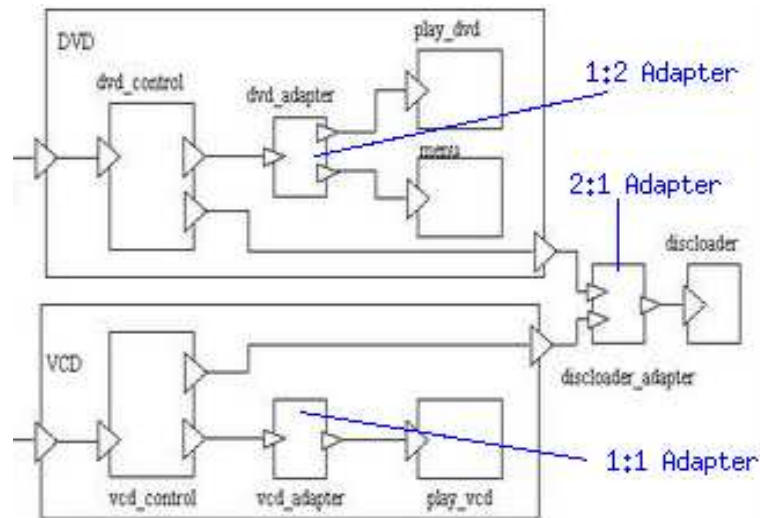 DVD
play_dvd
dvd_control
dvd_adapter
1:2 Adapter
menu
2:1 Adapter
discloader
VCD
discloader_adapter
1:1 Adapter
vcd_control
vcd_adapter
play_vcd